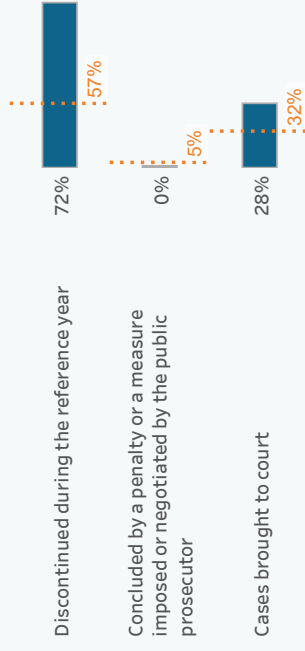 Discontinued during the reference year
72%
57%
Concluded by a penalty or a measure
imposed or negotiated by the public
prosecutor
0%
5%
Cases brought to court
28%
32%